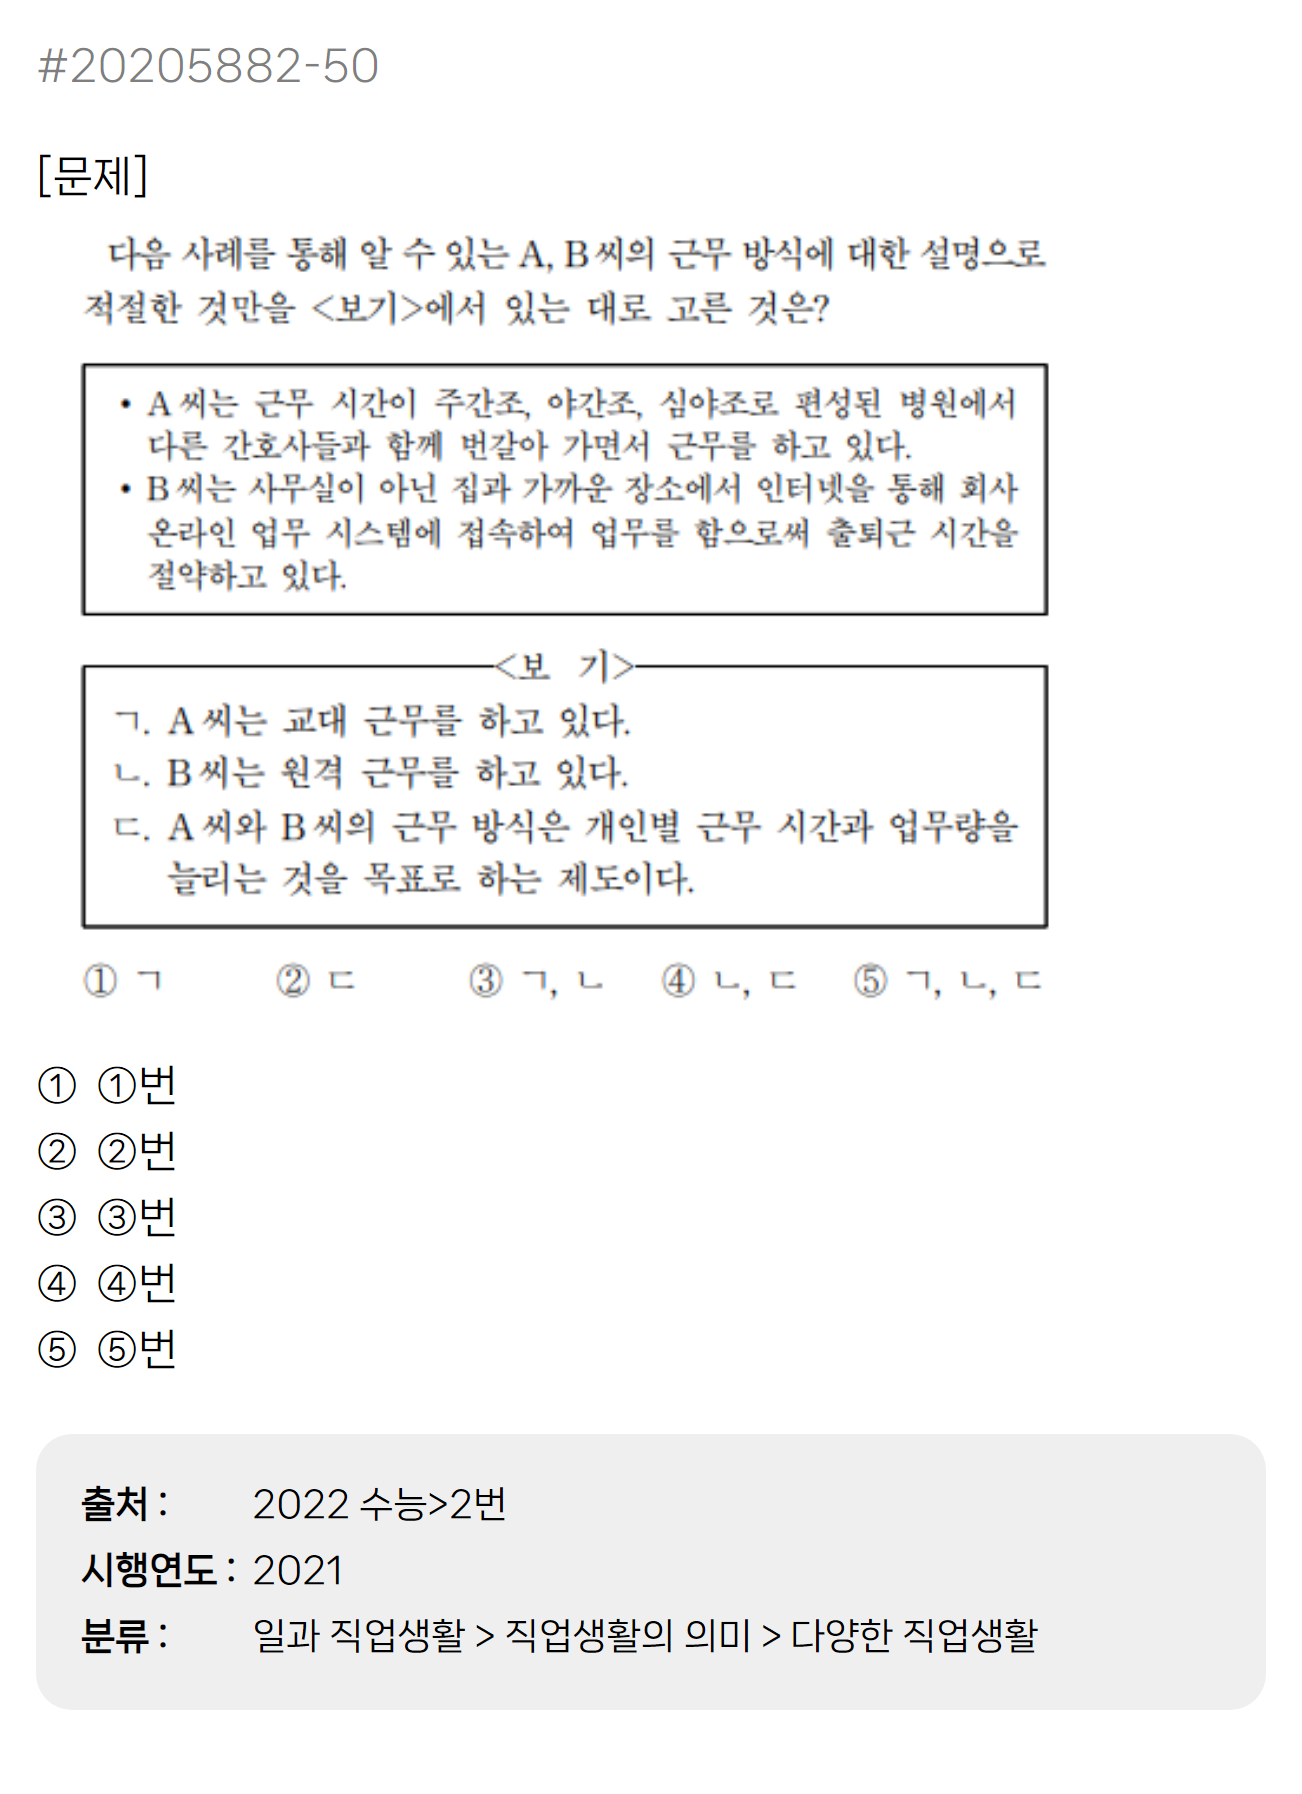 #20205882-50
[문제]
다음 사례를 통해 알 수 있는 A, B씨의 근무 방식에 대한 설명으로
적절한 것만을 <보기>에서 있는 대로 고른 것은?
• A씨는 근무 시간이 주간조, 야간조, 심야조로 편성된 병원에서
다른 간호사들과 함께 번갈아 가면서 근무를 하고 있다.
• B씨는 사무실이 아닌 집과 가까운 장소에서 인터넷을 통해 회사
온라인 업무 시스템에 접속하여 업무를 함으로써 출퇴근 시간을
절약하고 있다.
<보 기>
ㄱ. A씨는 교대 근무를 하고 있다.
ㄴ. B씨는 원격 근무를 하고 있다.
ㄷ. A씨와 B씨의 근무 방식은 개인별 근무 시간과 업무량을
늘리는 것을 목표로 하는 제도이다.
① ㄱ ② ㄷ ③ ㄱ, ㄴ ④ ㄴ, ㄷ ⑤ ㄱ, ㄴ, ㄷ
① ①번
② ②번
③ ③번
④ ④번
⑤ ⑤번
출처 : 2022 수능>2번
시행연도 : 2021
분류 : 일과 직업생활 > 직업생활의 의미 > 다양한 직업생활